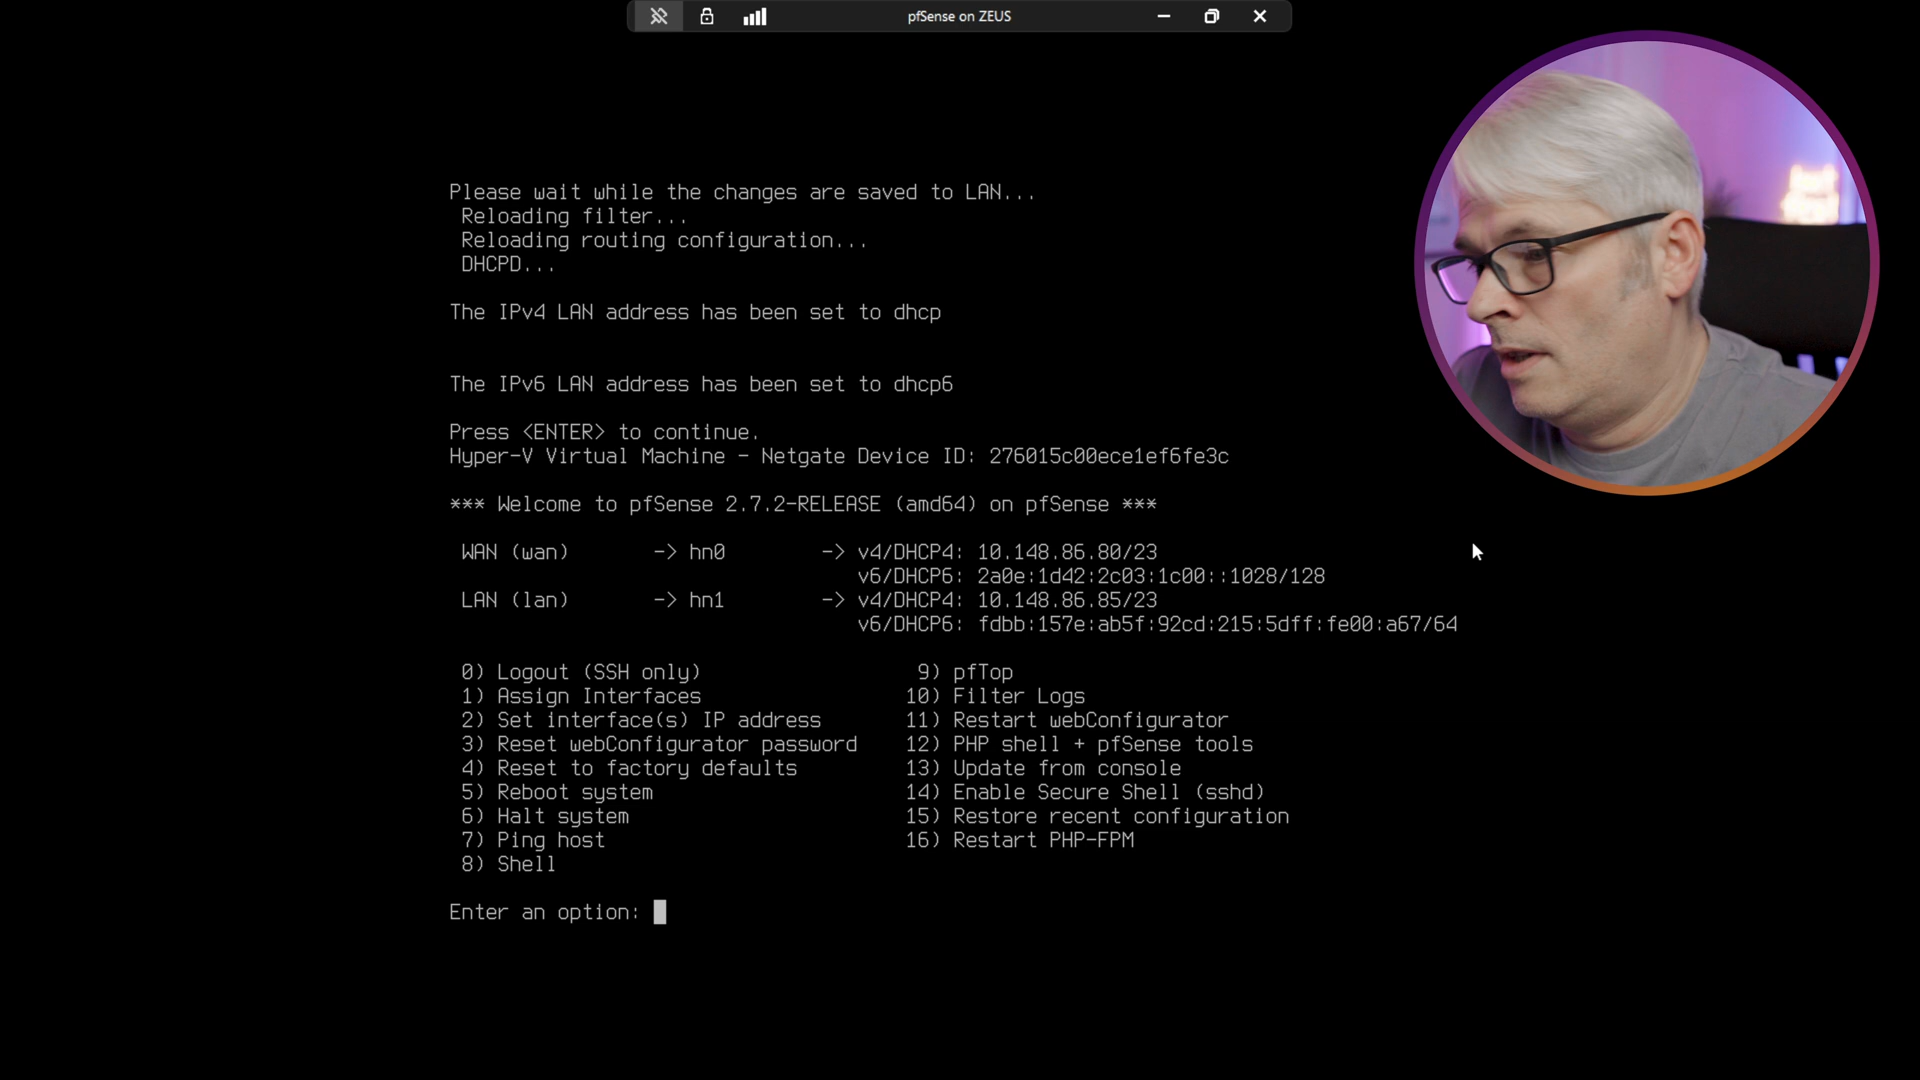 pfSense on ZEUS
Please wait while the changes are saved to LAN...
Reloading filter...
Reloading routing configuration...
DHCPD...
The IPv4 LAN address has been set to dhcp
The IPv6 LAN address has been set to dhcp6
Press <ENTER> to continue.
Hyper-V Virtual Machine - Netgate Device ID: 276015c00ece1ef6fe3c
*** Welcome to pfSense 2.7.2-RELEASE (amd64) on pfSense ***
WAN (wan) -> hn0 -> v4/DHCP4: 10.148.86.80/23
v6/DHCP6: 2a0e:1d42:2c03:1c00::1028/128
LAN (lan) -> hn1 -> v4/DHCP4: 10.148.86.85/23
v6/DHCP6: fdbb:157e:ab5f:92cd:215:5dff:fe00:a67/64
0) Logout (SSH only) 9) pfTop
1) Assign Interfaces 10) Filter Logs
2) Set interface(s) IP address 11) Restart webConfigurator
3) Reset webConfigurator password 12) PHP shell + pfSense tools
4) Reset to factory defaults 13) Update from console
5) Reboot system 14) Enable Secure Shell (sshd)
6) Halt system 15) Restore recent configuration
7) Ping host 16) Restart PHP-FPM
8) Shell
Enter an option: